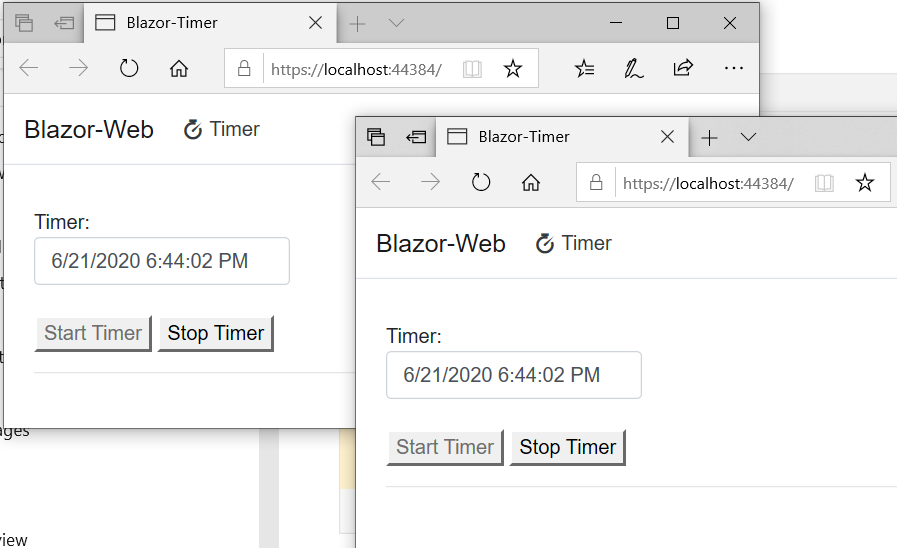 Blazor-Timer
https://localhost:44384/
Blazor-Web Timer
Timer:
6/21/2020 6:44:02 PM
Start Timer Stop Timer
Blazor-Timer
https://localhost:44384/
Blazor-Web Timer
Timer:
6/21/2020 6:44:02 PM
Start Timer Stop Timer